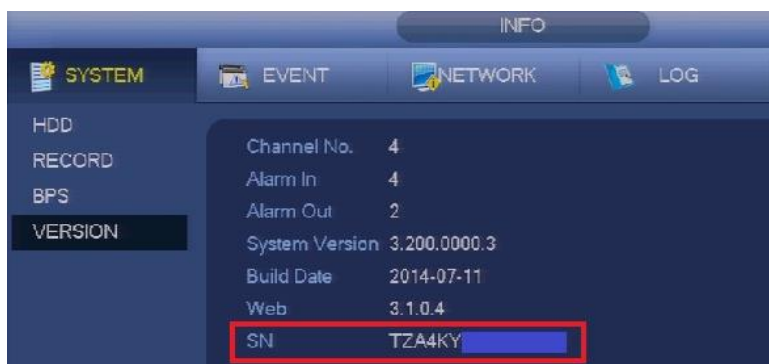 INFO
SYSTEM EVENT NETWORK LOG
HDD
RECORD
BPS
VERSION
Channel No. 4
Alarm In 4
Alarm Out 2
System Version 3.200.0000.3
Build Date 2014-07-11
Web 3.1.0.4
SN TZA4KY